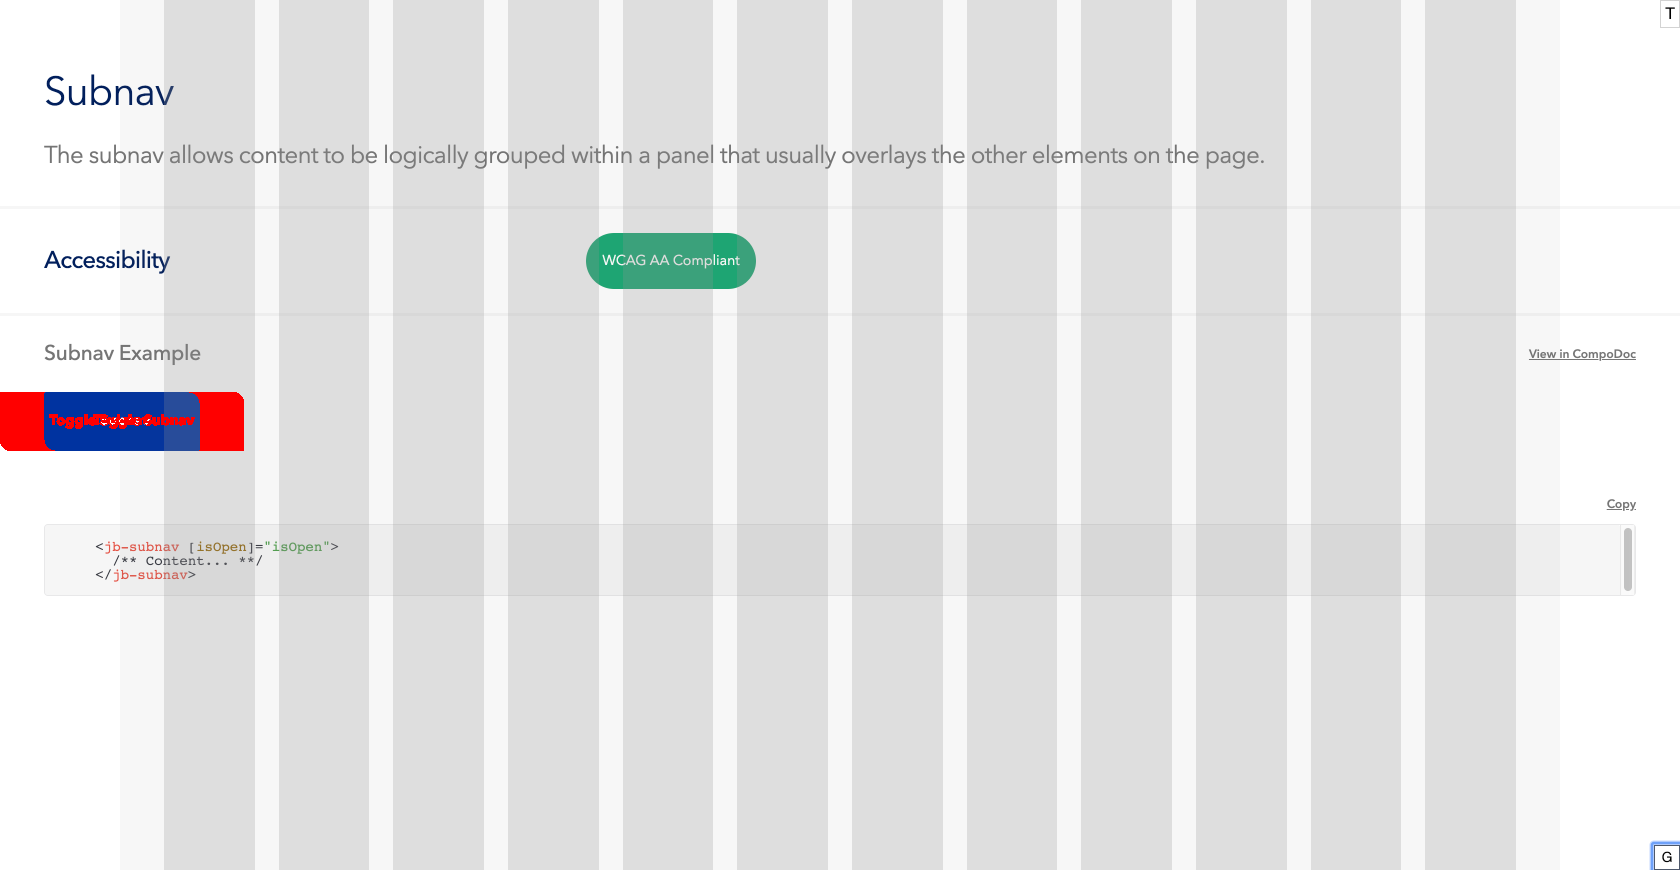 T
Subnav
The subnav allows content to be logically grouped within a panel that usually overlays the other elements on the page.
Accessibility
WCAG AA Compliant
Subnav Example
View in CompoDoc
Subnav
Copy
<jb-subnav [isOpen]="isOpen">
/** Content... **/
</jb-subnav>
G